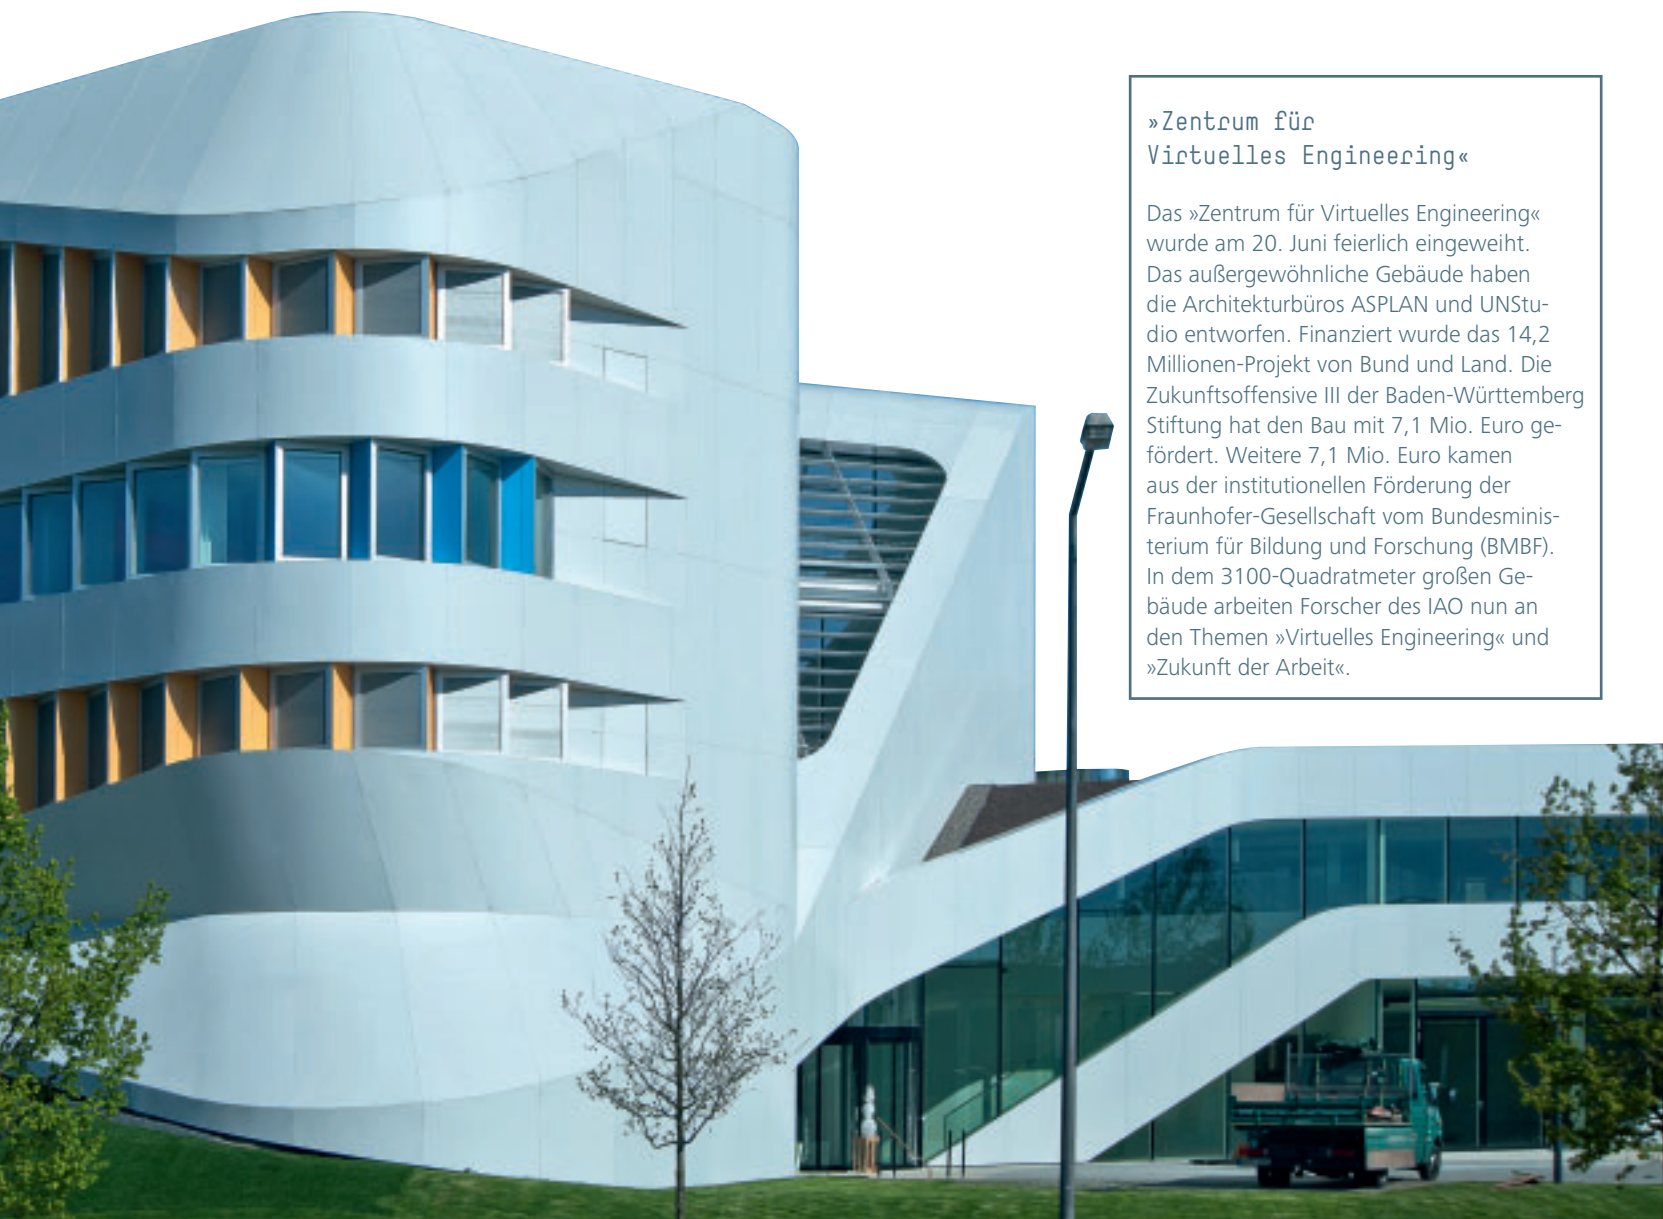 »Zentrum für
Virtuelles Engineering«
Das »Zentrum für Virtuelles Engineering«
wurde am 20. Juni feierlich eingeweiht.
Das außergewöhnliche Gebäude haben
die Architekturbüros ASPLAN und UNStu-
dio entworfen. Finanziert wurde das 14,2
Millionen-Projekt von Bund und Land. Die
Zukunftsoffensive III der Baden-Württemberg
Stiftung hat den Bau mit 7,1 Mio. Euro ge-
fördert. Weitere 7,1 Mio. Euro kamen
aus der institutionellen Förderung der
Fraunhofer-Gesellschaft vom Bundesminis-
terium für Bildung und Forschung (BMBF).
In dem 3100-Quadratmeter großen Ge-
bäude arbeiten Forscher des IAO nun an
den Themen »Virtuelles Engineering« und
»Zukunft der Arbeit«.